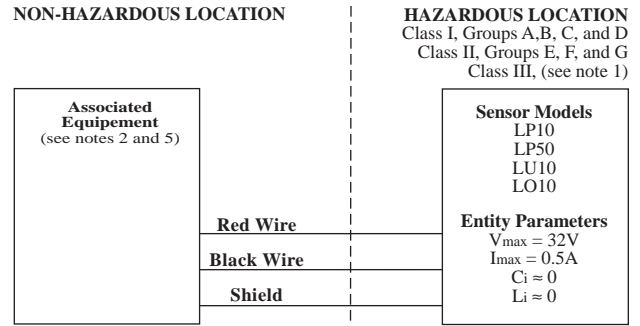 NON-HAZARDOUS LOCATION
HAZARDOUS LOCATION
Class I, Groups A,B, C, and D
Class II, Groups E, F, and G
Class III, (see note 1)
Associated
Equipement
(see notes 2 and 5)
Red Wire
Black Wire
Shield
Sensor Models
LP10
LP50
LU10
LO10
Entity Parameters
Vmax = 32V
Imax = 0.5A
Ci ≈ 0
Li ≈ 0